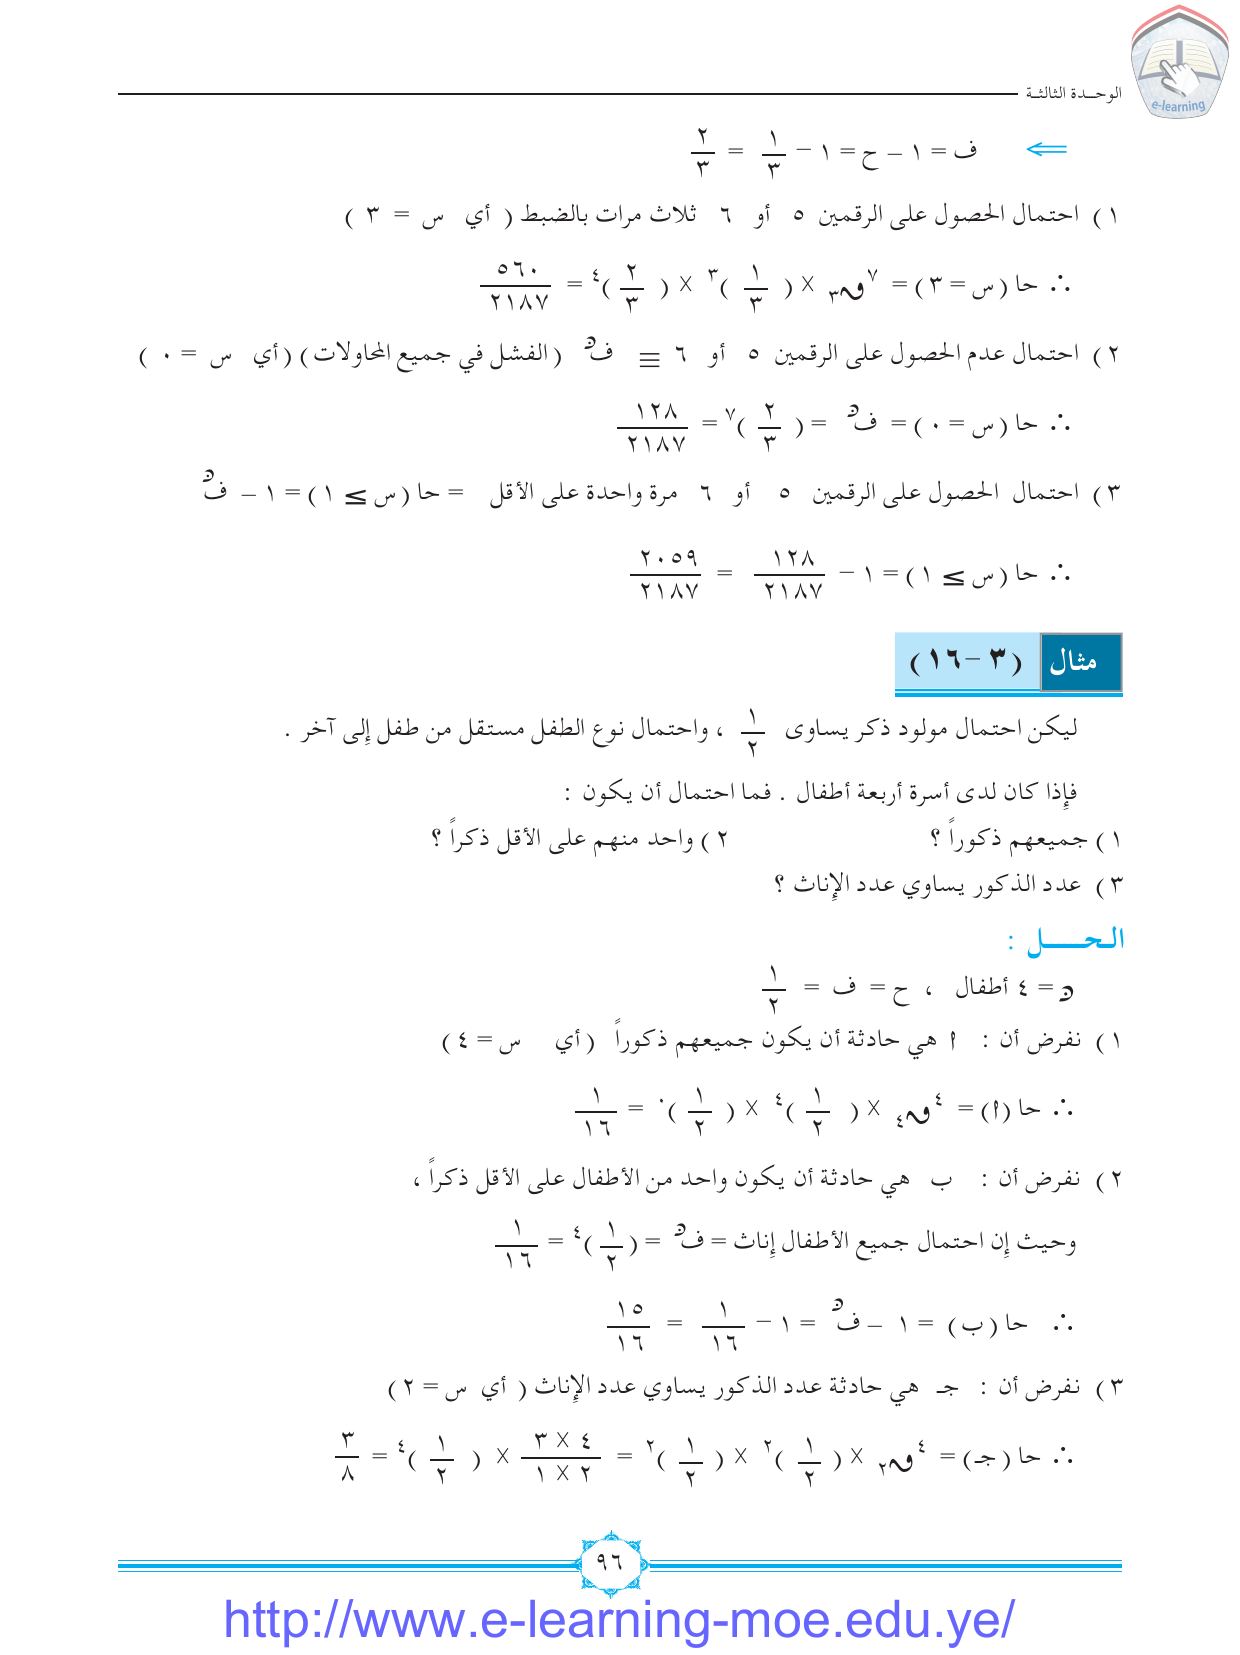 e-learning
الوحـدة الثالثـة
⇐ ف = ١ – ح = ١ – ١/٣ = ٢/٣
١) احتمال الحصول على الرقمين ٥ أو ٦ ثلاث مرات بالضبط ( أي س = ٣ )
∴ حا (س = ٣) = ⁷ق₃ × (١/٣)^٣ × (٢/٣)^٤ = ٥٦٠/٢١٨٧
٢) احتمال عدم الحصول على الرقمين ٥ أو ٦ ≡ ف^ن (الفشل في جميع المحاولات) (أي س = ٠ )
∴ حا (س = ٠) = ف^ن = (٢/٣)^٧ = ١٢٨/٢١٨٧
٣) احتمال الحصول على الرقمين ٥ أو ٦ مرة واحدة على الأقل = حا (س ≥ ١) = ١ – ف^ن
∴ حا (س ≥ ١) = ١ – ١٢٨/٢١٨٧ = ٢٠٥٩/٢١٨٧
مثال (٣–١٦)
ليكن احتمال مولود ذكر يساوى ١/٢ ، واحتمال نوع الطفل مستقل من طفل إلى آخر .
فإذا كان لدى أسرة أربعة أطفال . فما احتمال أن يكون :
١) جميعهم ذكوراً ؟ ٢) واحد منهم على الأقل ذكراً ؟
٣) عدد الذكور يساوي عدد الإناث ؟
الـحــــل :
ن = ٤ أطفال ، ح = ف = ١/٢
١) نفرض أن : ا هي حادثة أن يكون جميعهم ذكوراً (أي س = ٤)
∴ حا (ا) = ⁴ق₄ × (١/٢)^٤ × (١/٢)^٠ = ١/١٦
٢) نفرض أن : ب هي حادثة أن يكون واحد من الأطفال على الأقل ذكراً ،
وحيث إن احتمال جميع الأطفال إناث = ف^ن = (١/٢)^٤ = ١/١٦
∴ حا (ب) = ١ – ف^ن = ١ – ١/١٦ = ١٥/١٦
٣) نفرض أن : جـ هي حادثة عدد الذكور يساوي عدد الإناث ( أي س = ٢)
∴ حا (جـ) = ⁴ق₂ × (١/٢)^٢ × (١/٢)^٢ = (٤ × ٣)/(٢ × ١) × (١/٢)^٤ = ٣/٨
٩٦
http://www.e-learning-moe.edu.ye/